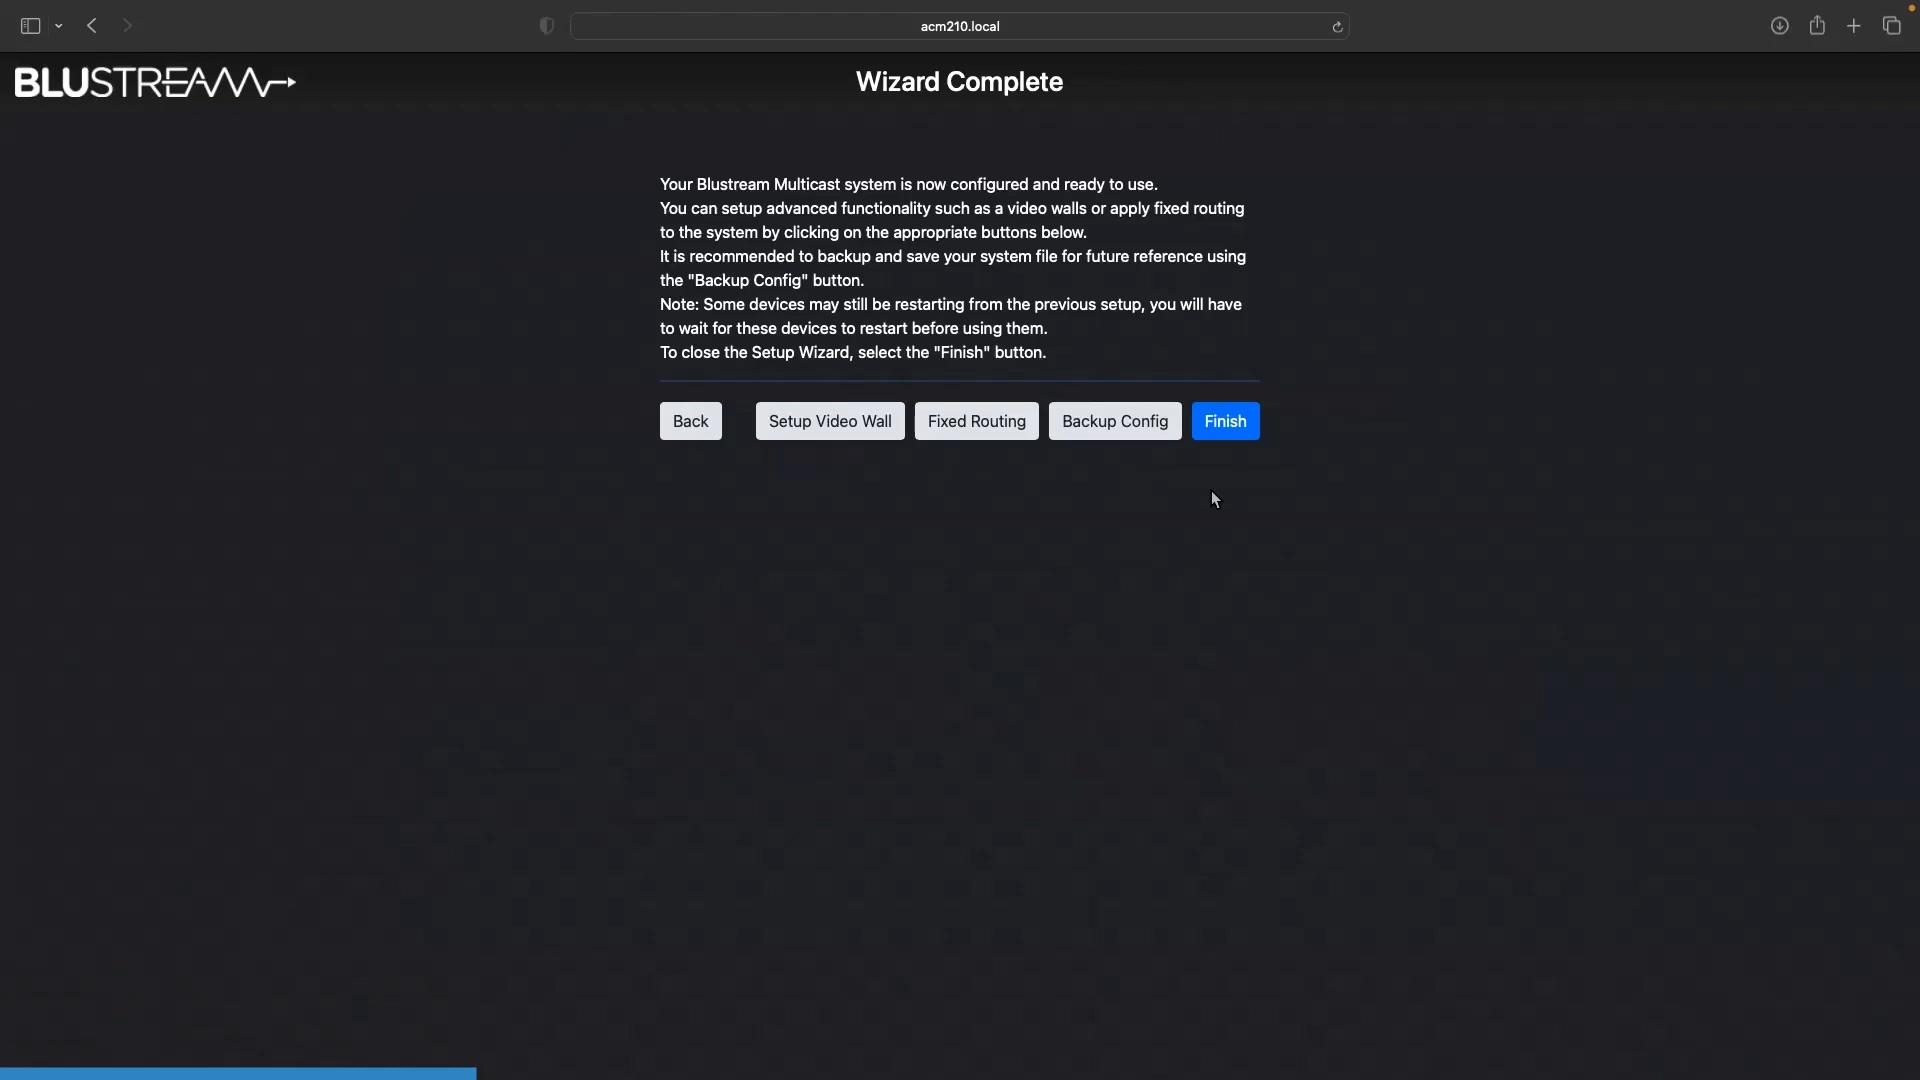 acm210.local
BLUSTREAM
Wizard Complete
Your Blustream Multicast system is now configured and ready to use.
You can setup advanced functionality such as a video walls or apply fixed routing
to the system by clicking on the appropriate buttons below.
It is recommended to backup and save your system file for future reference using
the "Backup Config" button.
Note: Some devices may still be restarting from the previous setup, you will have
to wait for these devices to restart before using them.
To close the Setup Wizard, select the "Finish" button.
Back
Setup Video Wall
Fixed Routing
Backup Config
Finish